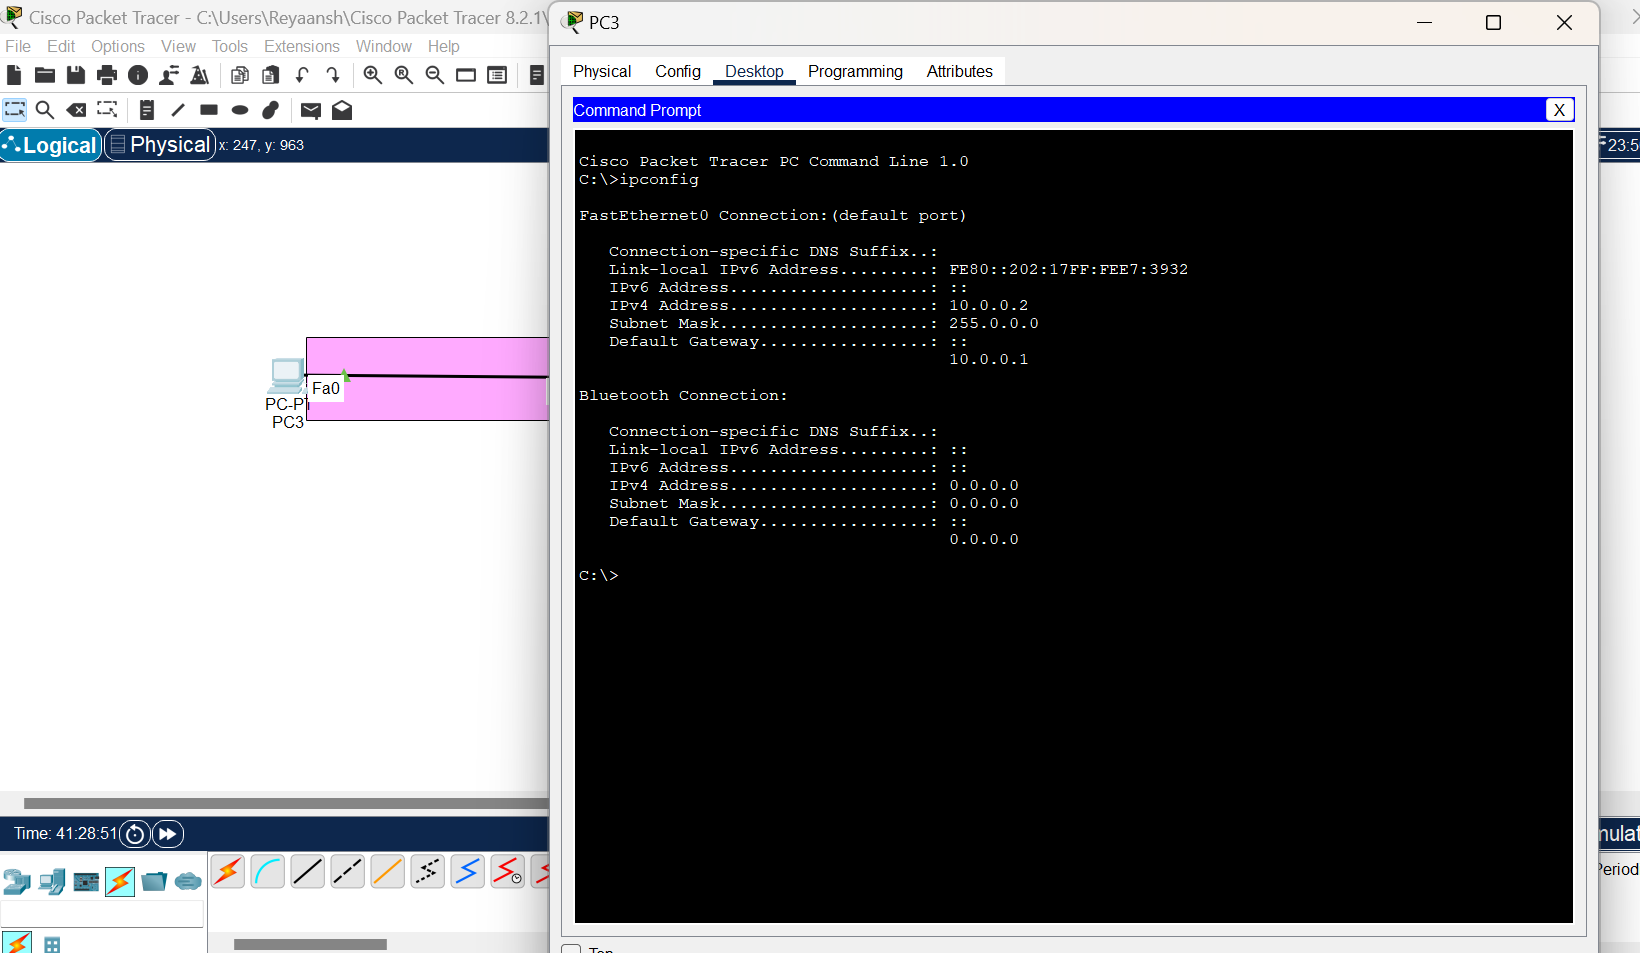 Cisco Packet Tracer - C:\Users\Reyaansh\Cisco Packet Tracer 8.2.1\
File Edit Options View Tools Extensions Window Help
Logical Physical x: 247, y: 963
Fa0
PC3
Time: 41:28:51
PC3
Physical Config Desktop Programming Attributes
Command Prompt X
Cisco Packet Tracer PC Command Line 1.0
C:\>ipconfig
FastEthernet0 Connection:(default port)
Connection-specific DNS Suffix..:
Link-local IPv6 Address.........: FE80::202:17FF:FEE7:3932
IPv6 Address....................: ::
IPv4 Address....................: 10.0.0.2
Subnet Mask.....................: 255.0.0.0
Default Gateway.................: ::
10.0.0.1
Bluetooth Connection:
Connection-specific DNS Suffix..:
Link-local IPv6 Address.........: ::
IPv6 Address....................: ::
IPv4 Address....................: 0.0.0.0
Subnet Mask.....................: 0.0.0.0
Default Gateway.................: ::
0.0.0.0
C:\>